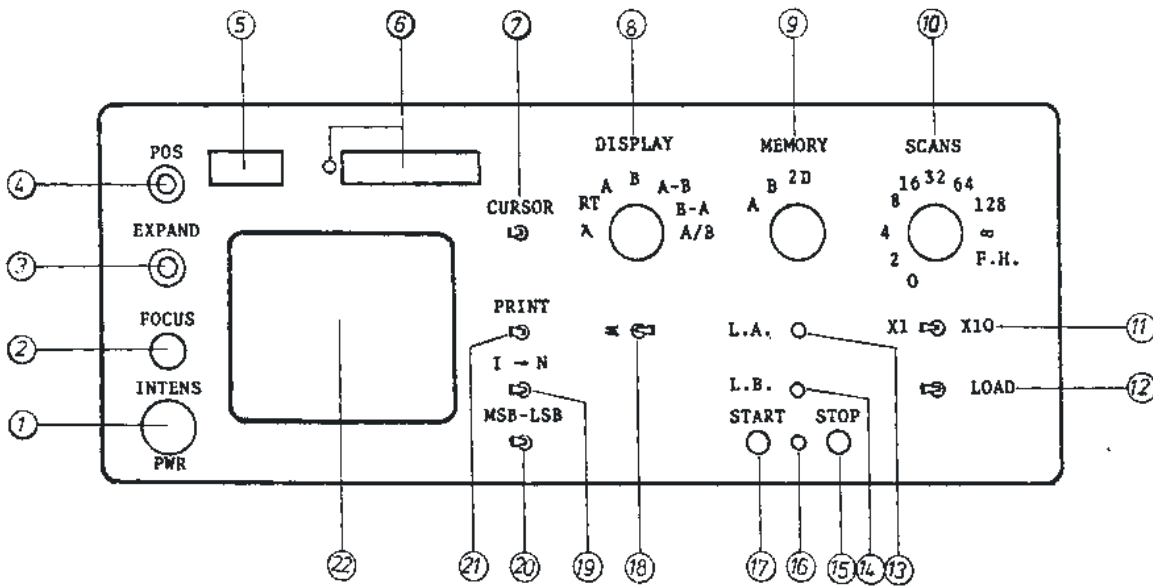 5 6 7 8 9 10
POS DISPLAY MEMORY SCANS
4
A B A-B
RT B-A
λ A/B
A B 2D
0 2 4 8 16 32 64 128 ∞ F.H.
CURSOR
EXPAND
3
PRINT
FOCUS
2
L.A.
X1 X10 11
I → N
INTENS
1
L.B.
LOAD 12
MSB-LSB
START STOP
PWR
22 21 20 19 18 17 16 15 14 13